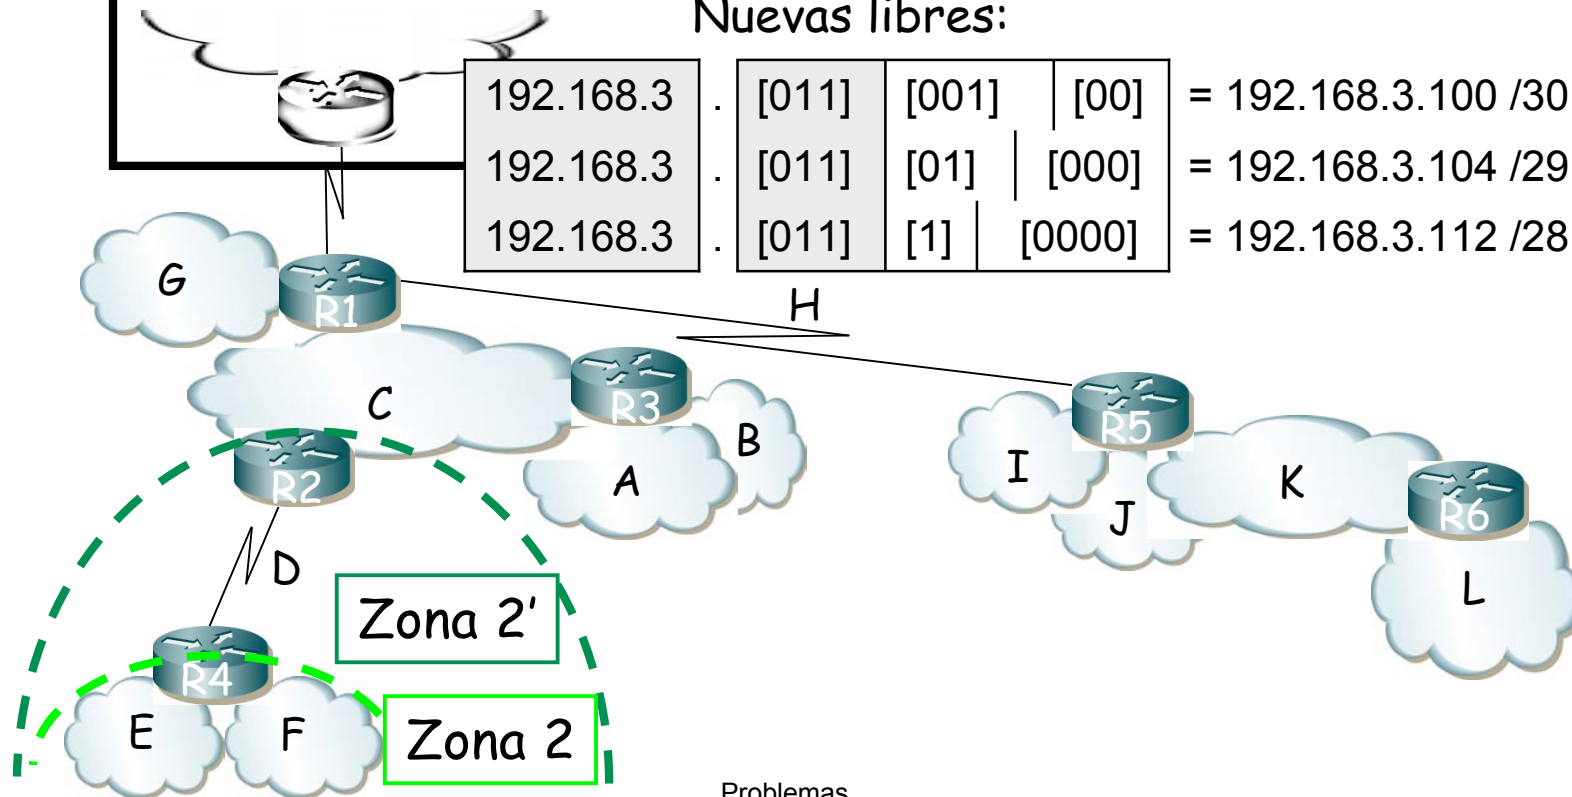 Nuevas libres:
192.168.3 . [011] [001] [00] = 192.168.3.100 /30
192.168.3 . [011] [01] [000] = 192.168.3.104 /29
192.168.3 . [011] [1] [0000] = 192.168.3.112 /28
G
R1
H
C
R3
B
A
R2
I
R5
J
K
R6
L
D
Zona 2'
R4
E
F
Zona 2
Problemas